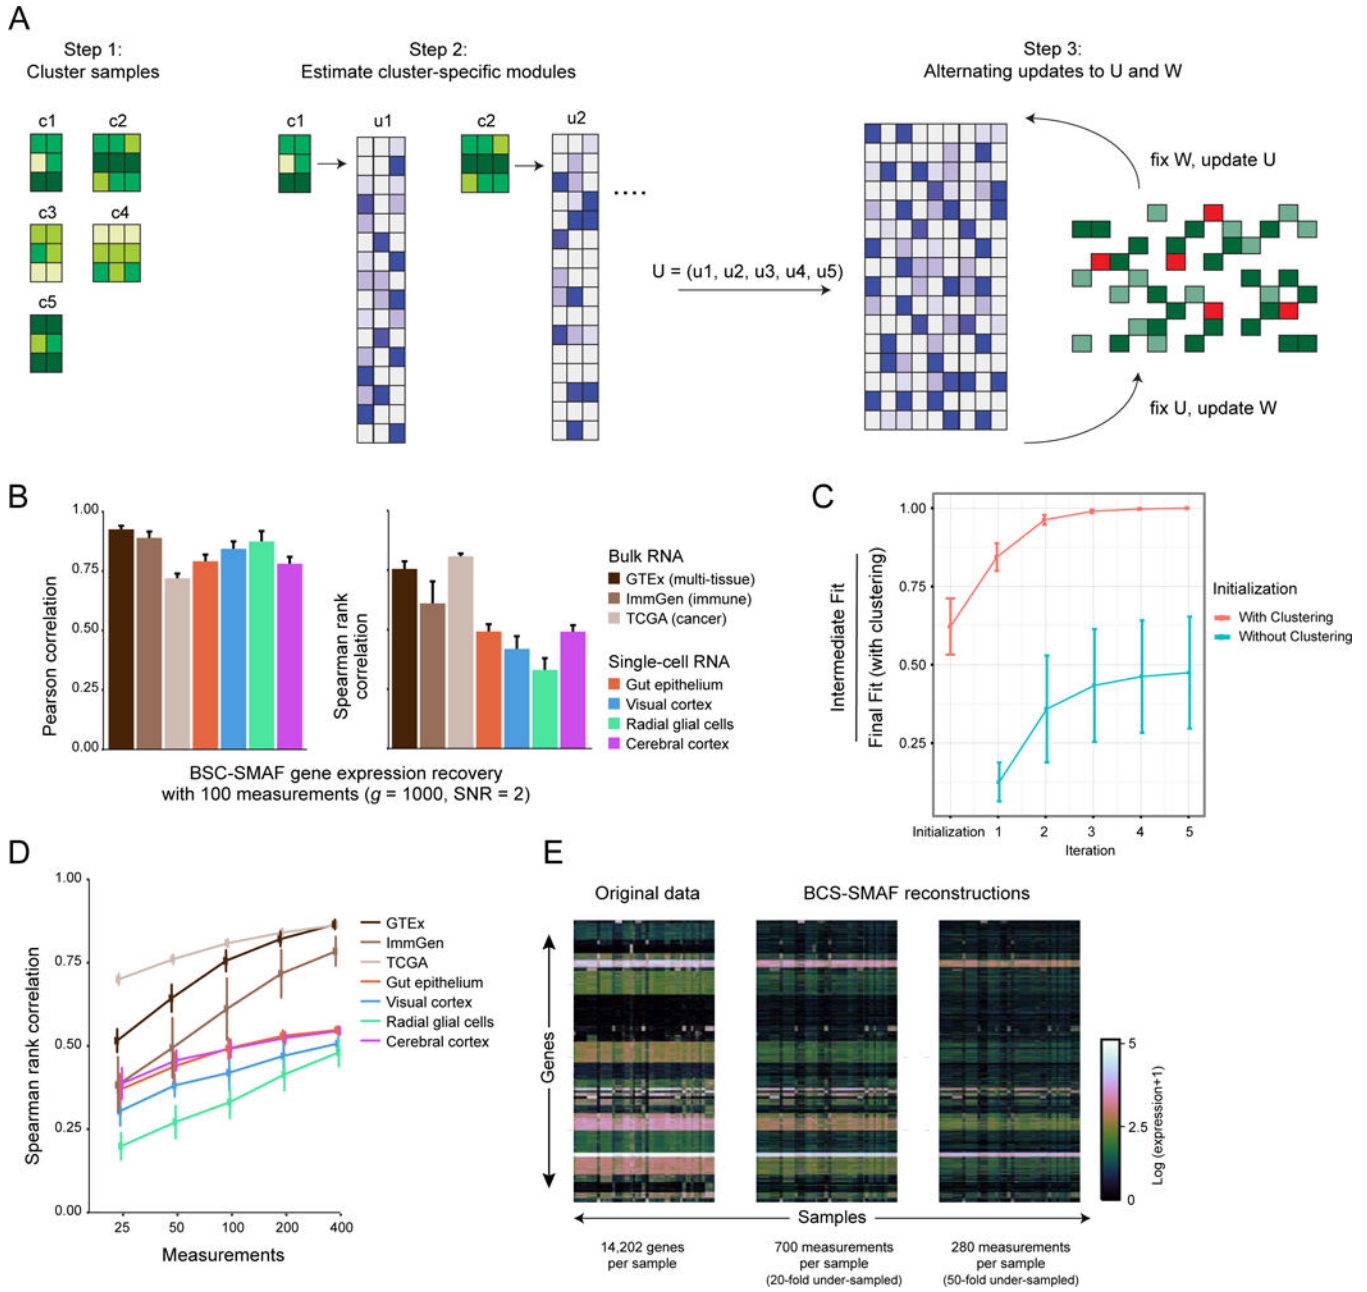 A
Step 1:
Cluster samples
Step 2:
Estimate cluster-specific modules
Step 3:
Alternating updates to U and W
c1
c2
c3
c4
c5
c1
u1
c2
u2
....
U = (u1, u2, u3, u4, u5)
fix W, update U
fix U, update W
B
Pearson correlation
1.00
0.75
0.50
0.25
0.00
Spearman rank
correlation
Bulk RNA
GTEx (multi-tissue)
ImmGen (immune)
TCGA (cancer)
Single-cell RNA
Gut epithelium
Visual cortex
Radial glial cells
Cerebral cortex
BSC-SMAF gene expression recovery
with 100 measurements (g = 1000, SNR = 2)
C
Intermediate Fit
Final Fit (with clustering)
1.00
0.75
0.50
0.25
Initialization 1 2 3 4 5
Iteration
Initialization
With Clustering
Without Clustering
D
Spearman rank correlation
1.00
0.75
0.50
0.25
0.00
25 50 100 200 400
Measurements
GTEx
ImmGen
TCGA
Gut epithelium
Visual cortex
Radial glial cells
Cerebral cortex
E
Original data
BCS-SMAF reconstructions
Genes
Samples
14,202 genes
per sample
700 measurements
per sample
(20-fold under-sampled)
280 measurements
per sample
(50-fold under-sampled)
5
2.5
0
Log (expression+1)